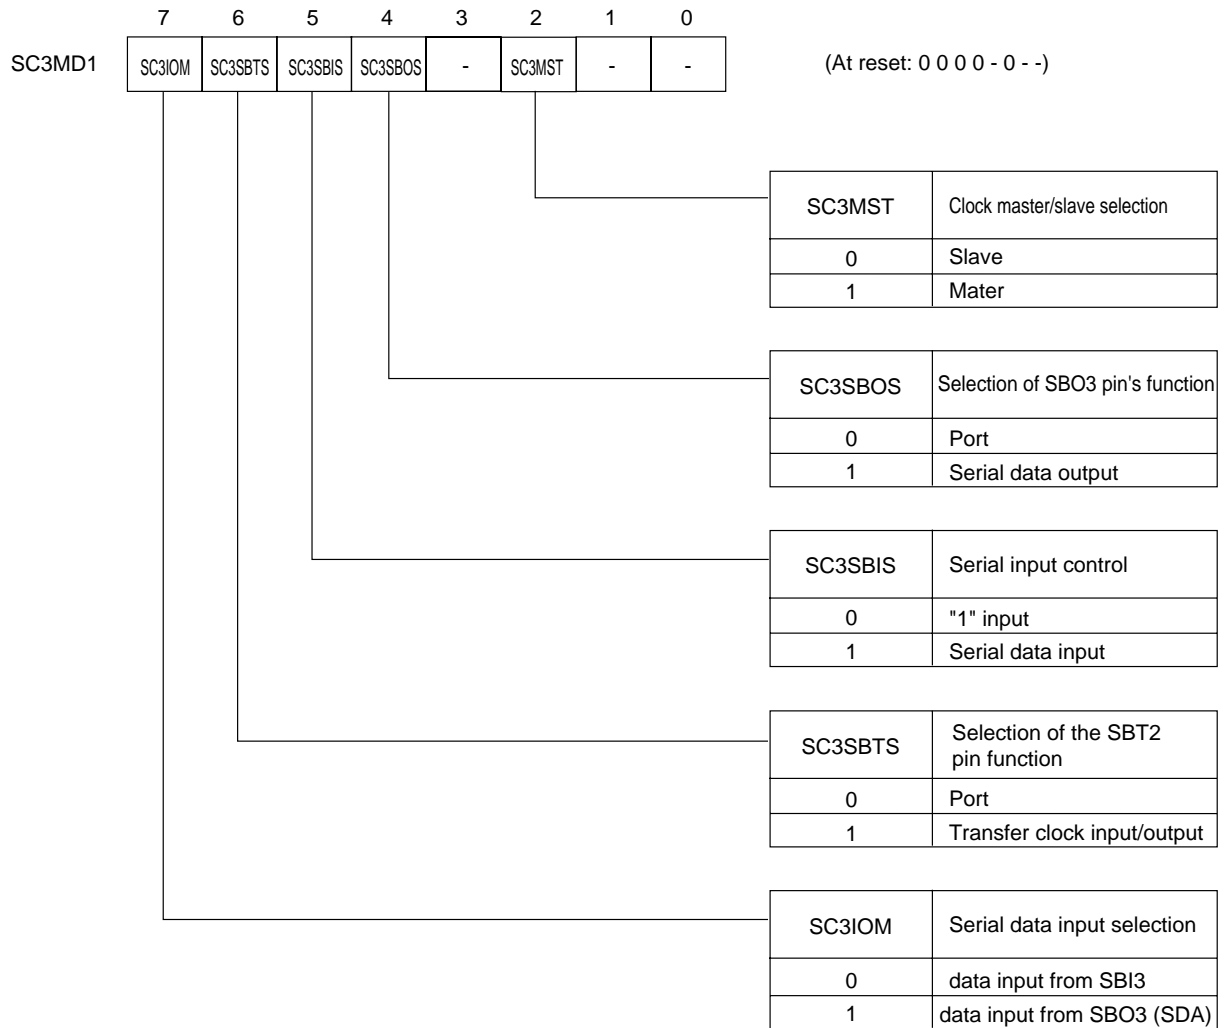 7 6 5 4 3 2 1 0
SC3MD1 SC3IOM SC3SBTS SC3SBIS SC3SBOS - SC3MST - - (At reset: 0 0 0 0 - 0 - -)
SC3MST Clock master/slave selection
0 Slave
1 Mater
SC3SBOS Selection of SBO3 pin's function
0 Port
1 Serial data output
SC3SBIS Serial input control
0 "1" input
1 Serial data input
SC3SBTS Selection of the SBT2
pin function
0 Port
1 Transfer clock input/output
SC3IOM Serial data input selection
0 data input from SBI3
1 data input from SBO3 (SDA)